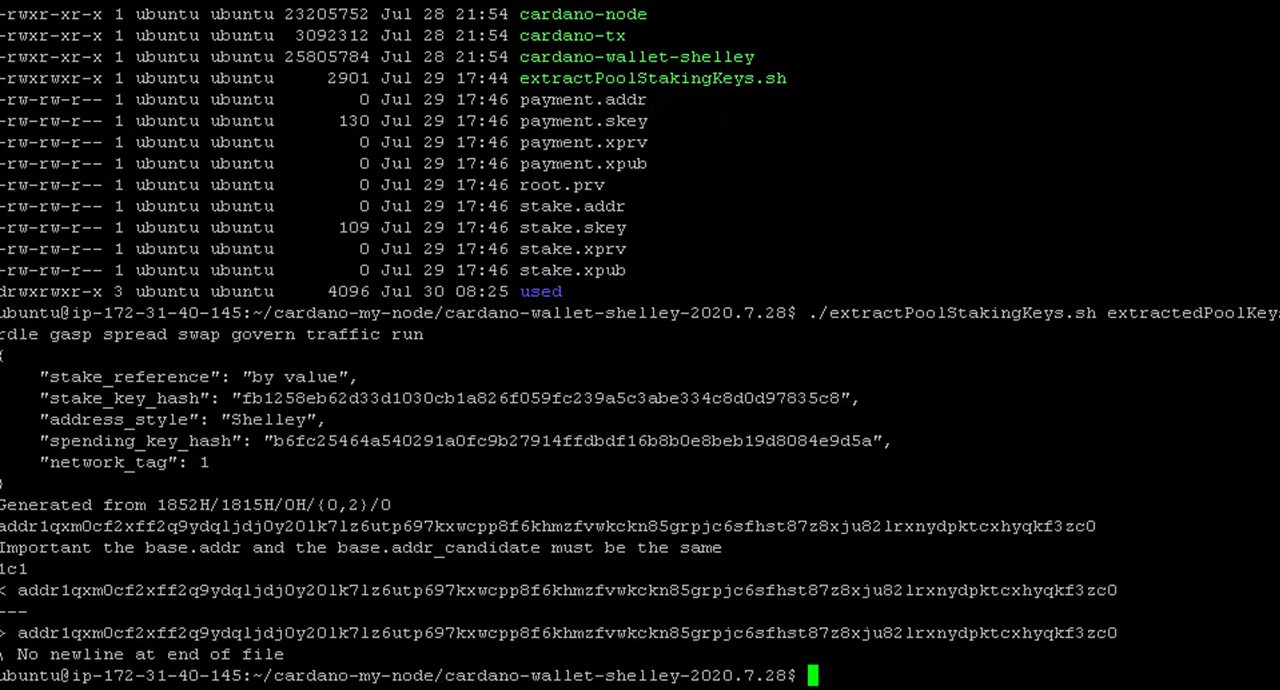 -rwxr-xr-x 1 ubuntu ubuntu 23205752 Jul 28 21:54 cardano-node
-rwxr-xr-x 1 ubuntu ubuntu 3092312 Jul 28 21:54 cardano-tx
-rwxr-xr-x 1 ubuntu ubuntu 25805784 Jul 28 21:54 cardano-wallet-shelley
-rwxrwxr-x 1 ubuntu ubuntu 2901 Jul 29 17:44 extractPoolStakingKeys.sh
-rw-rw-r-- 1 ubuntu ubuntu 0 Jul 29 17:46 payment.addr
-rw-rw-r-- 1 ubuntu ubuntu 130 Jul 29 17:46 payment.skey
-rw-rw-r-- 1 ubuntu ubuntu 0 Jul 29 17:46 payment.xprv
-rw-rw-r-- 1 ubuntu ubuntu 0 Jul 29 17:46 payment.xpub
-rw-rw-r-- 1 ubuntu ubuntu 0 Jul 29 17:46 root.prv
-rw-rw-r-- 1 ubuntu ubuntu 0 Jul 29 17:46 stake.addr
-rw-rw-r-- 1 ubuntu ubuntu 109 Jul 29 17:46 stake.skey
-rw-rw-r-- 1 ubuntu ubuntu 0 Jul 29 17:46 stake.xprv
-rw-rw-r-- 1 ubuntu ubuntu 0 Jul 29 17:46 stake.xpub
drwxrwxr-x 3 ubuntu ubuntu 4096 Jul 30 08:25 used
ubuntu@ip-172-31-40-145:~/cardano-my-node/cardano-wallet-shelley-2020.7.28$ ./extractPoolStakingKeys.sh extractedPoolKeys
rdle gasp spread swap govern traffic run
{
"stake_reference": "by value",
"stake_key_hash": "fb1258eb62d33d1030cb1a826f059fc239a5c3abe334c8d0d97835c8",
"address_style": "Shelley",
"spending_key_hash": "b6fc25464a540291a0fc9b27914ffdbdf16b8b0e8beb19d8084e9d5a",
"network_tag": 1
}
Generated from 1852H/1815H/0H/{0,2}/0
addr1qxm0cf2xff2q9ydqljdj0y20lk7lz6utp697kxwcpp8f6khmzfvwkckn85grpjc6sfhst87z8xju82lrxnydpktcxhyqkf3zc0
Important the base.addr and the base.addr_candidate must be the same
1c1
< addr1qxm0cf2xff2q9ydqljdj0y20lk7lz6utp697kxwcpp8f6khmzfvwkckn85grpjc6sfhst87z8xju82lrxnydpktcxhyqkf3zc0
---
> addr1qxm0cf2xff2q9ydqljdj0y20lk7lz6utp697kxwcpp8f6khmzfvwkckn85grpjc6sfhst87z8xju82lrxnydpktcxhyqkf3zc0
\ No newline at end of file
ubuntu@ip-172-31-40-145:~/cardano-my-node/cardano-wallet-shelley-2020.7.28$